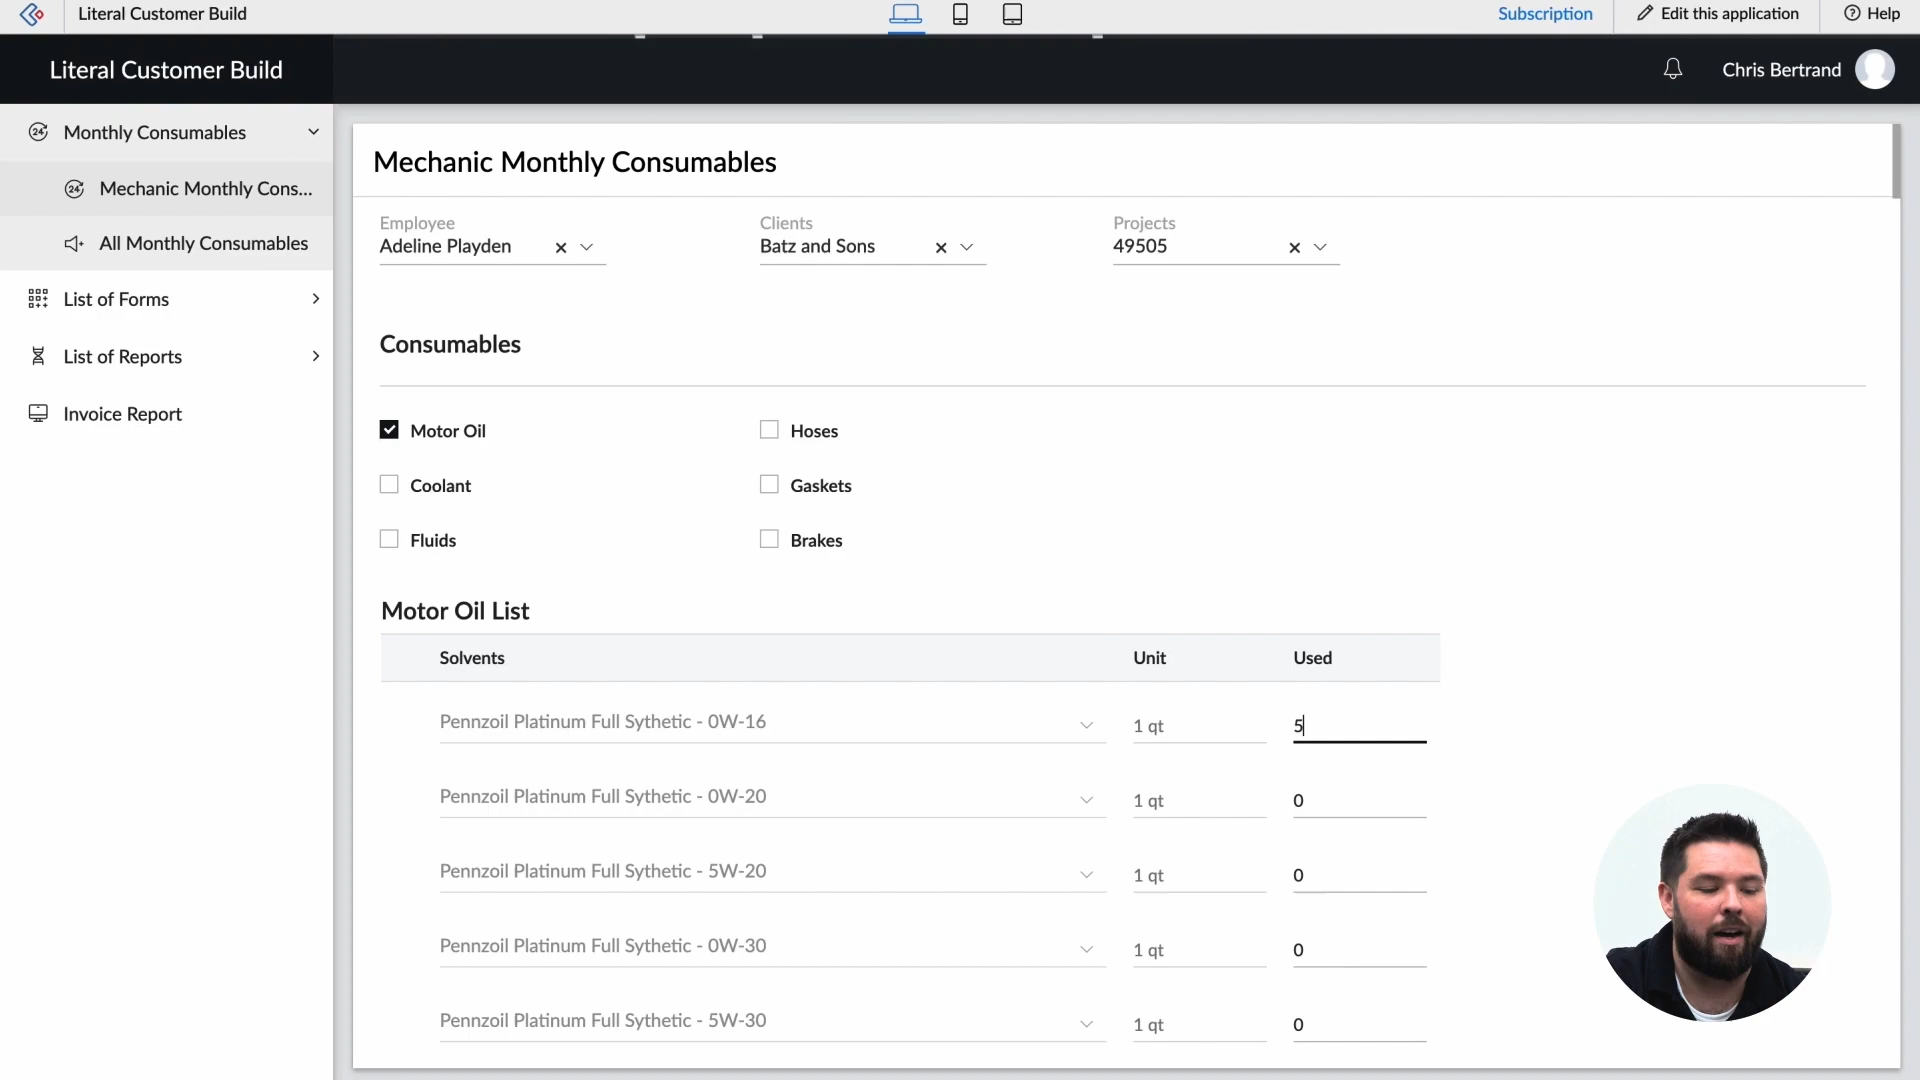 Literal Customer Build
Subscription
Edit this application
Help
Literal Customer Build
Chris Bertrand
Monthly Consumables
Mechanic Monthly Cons...
All Monthly Consumables
List of Forms
List of Reports
Invoice Report
Mechanic Monthly Consumables
Employee Clients Projects
Adeline Playden Batz and Sons 49505
Consumables
Motor Oil Hoses
Coolant Gaskets
Fluids Brakes
Motor Oil List
Solvents Unit Used
Pennzoil Platinum Full Sythetic - 0W-16 1 qt 5
Pennzoil Platinum Full Sythetic - 0W-20 1 qt 0
Pennzoil Platinum Full Sythetic - 5W-20 1 qt 0
Pennzoil Platinum Full Sythetic - 0W-30 1 qt 0
Pennzoil Platinum Full Sythetic - 5W-30 1 qt 0